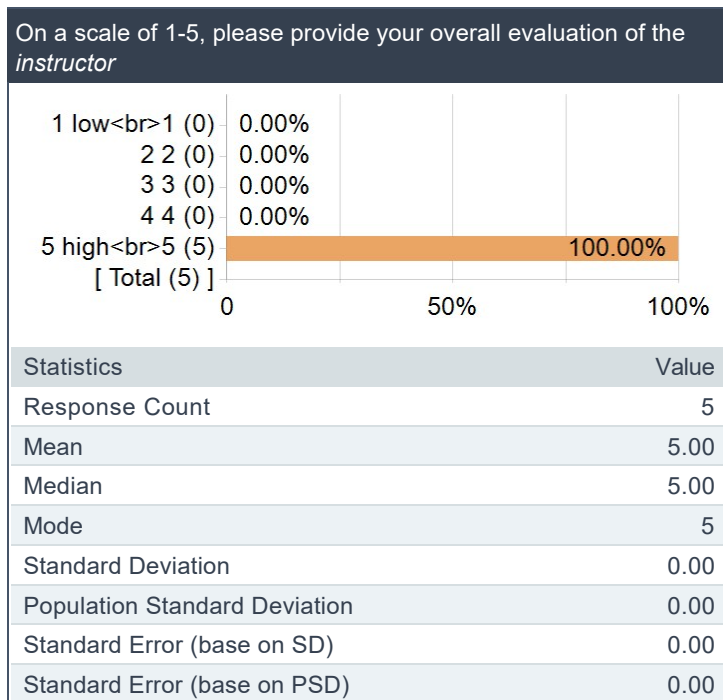 On a scale of 1-5, please provide your overall evaluation of the
instructor
1 low<br>1 (0) 0.00%
2 2 (0) 0.00%
3 3 (0) 0.00%
4 4 (0) 0.00%
5 high<br>5 (5) 100.00%
[ Total (5) ]
0 50% 100%
Statistics Value
Response Count 5
Mean 5.00
Median 5.00
Mode 5
Standard Deviation 0.00
Population Standard Deviation 0.00
Standard Error (base on SD) 0.00
Standard Error (base on PSD) 0.00